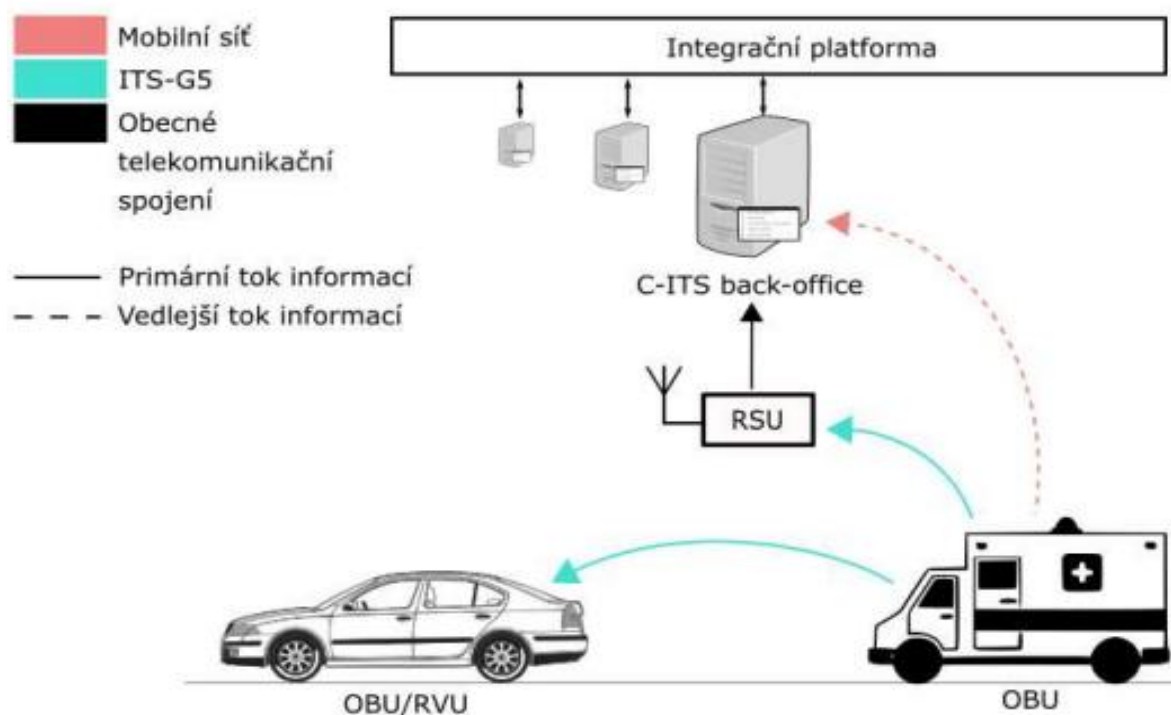 Mobilní síť
ITS-G5
Obecné
telekomunikační
spojení
Primární tok informací
Vedlejší tok informací
Integrační platforma
C-ITS back-office
RSU
OBU/RVU
OBU